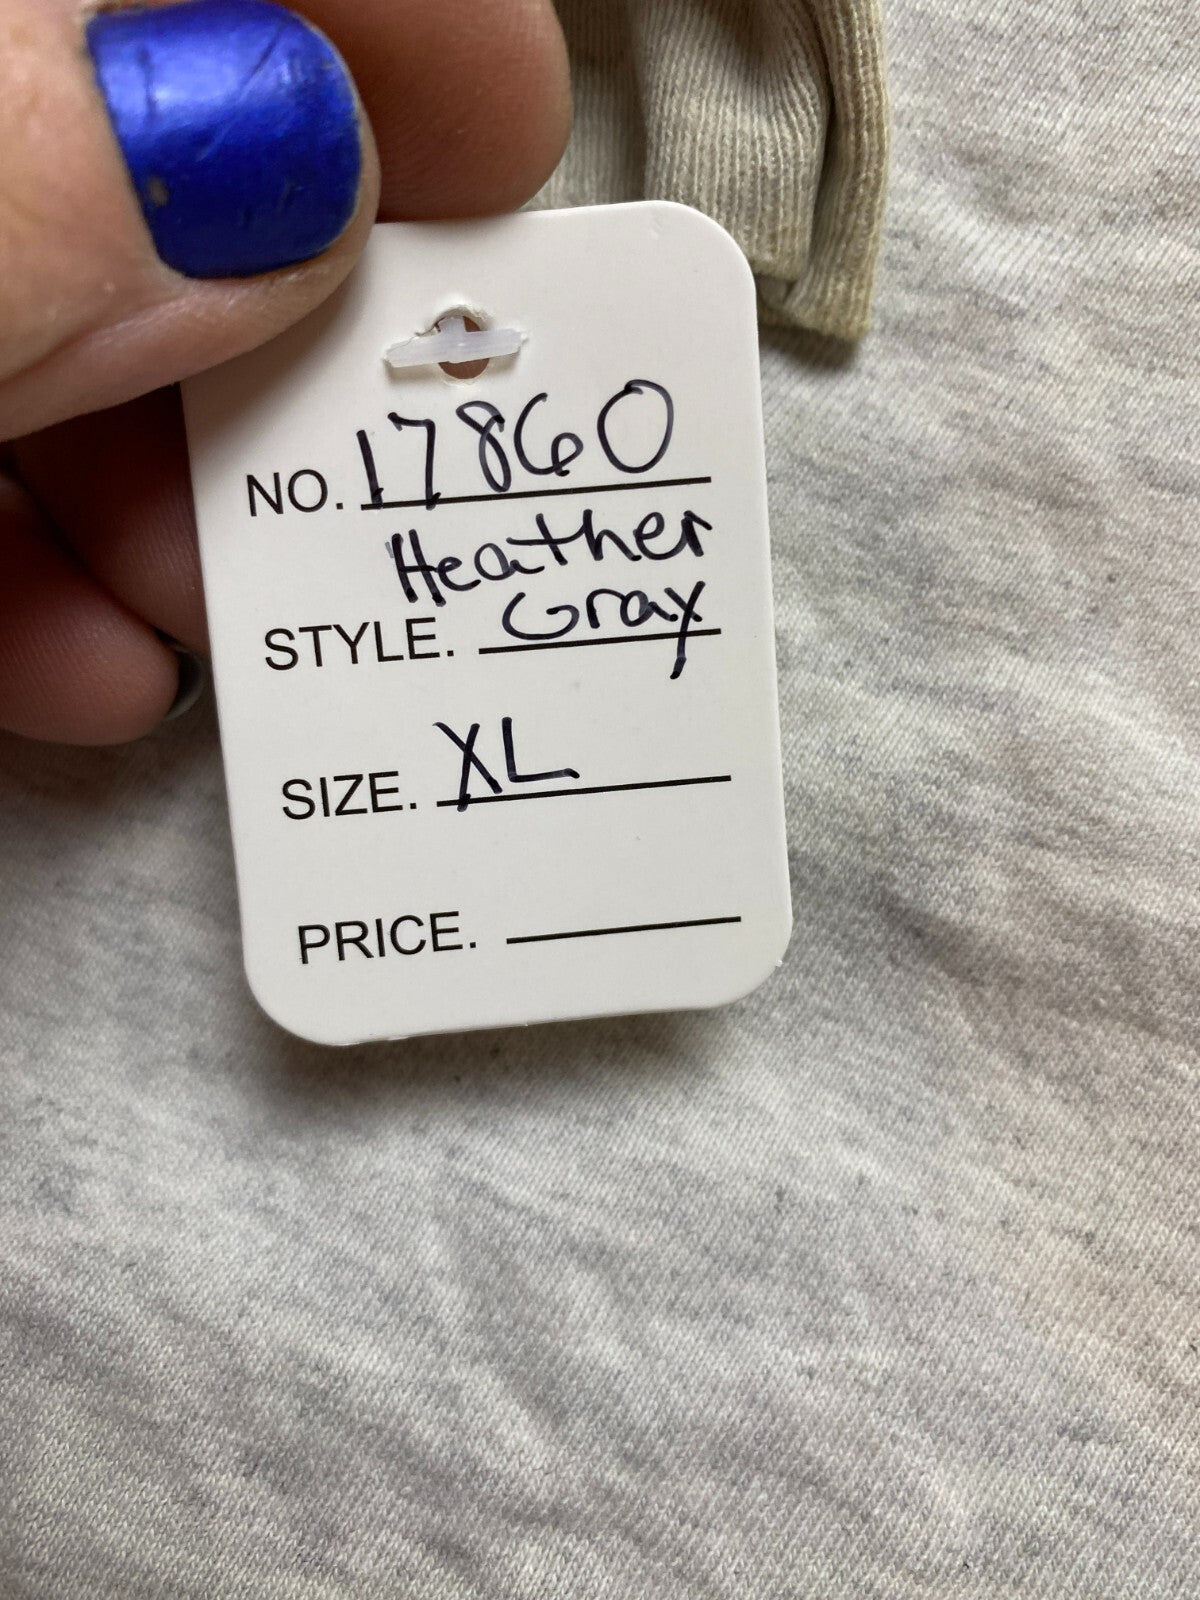 NO. 17860
Heather
STYLE. Gray
SIZE. XL
PRICE.